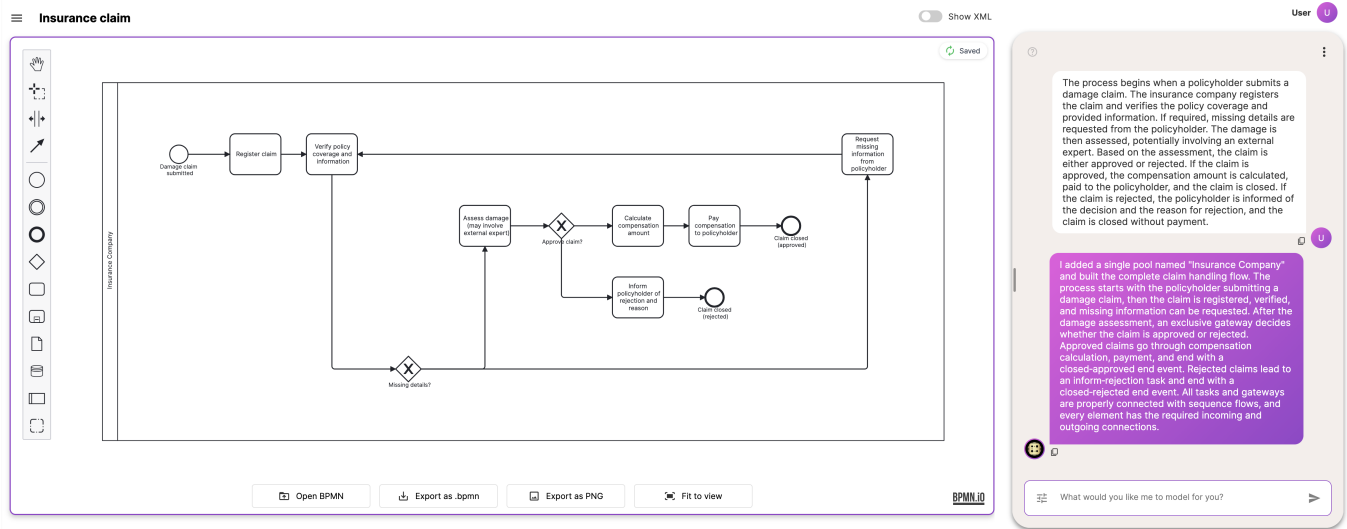 Insurance claim
Show XML
User
U
Saved
Insurance Company
Damage claim
submitted
Register claim
Verify policy
coverage and
information
Request
missing
information
from
policyholder
Assess damage
(may involve
external expert)
X
Approve claim?
Calculate
compensation
amount
Pay
compensation
to policyholder
Claim closed
(approved)
Inform
policyholder of
rejection and
reason
Claim closed
(rejected)
X
Missing details?
Open BPMN
Export as .bpmn
Export as PNG
Fit to view
BPMN.iO
The process begins when a policyholder submits a
damage claim. The insurance company registers
the claim and verifies the policy coverage and
provided information. If required, missing details are
requested from the policyholder. The damage is
then assessed, potentially involving an external
expert. Based on the assessment, the claim is
either approved or rejected. If the claim is
approved, the compensation amount is calculated,
paid to the policyholder, and the claim is closed. If
the claim is rejected, the policyholder is informed of
the decision and the reason for rejection, and the
claim is closed without payment.
U
I added a single pool named "Insurance Company"
and built the complete claim handling flow. The
process starts with the policyholder submitting a
damage claim, then the claim is registered, verified,
and missing information can be requested. After the
damage assessment, an exclusive gateway decides
whether the claim is approved or rejected.
Approved claims go through compensation
calculation, payment, and end with a
closed-approved end event. Rejected claims lead to
an inform-rejection task and end with a
closed-rejected end event. All tasks and gateways
are properly connected with sequence flows, and
every element has the required incoming and
outgoing connections.
What would you like me to model for you?